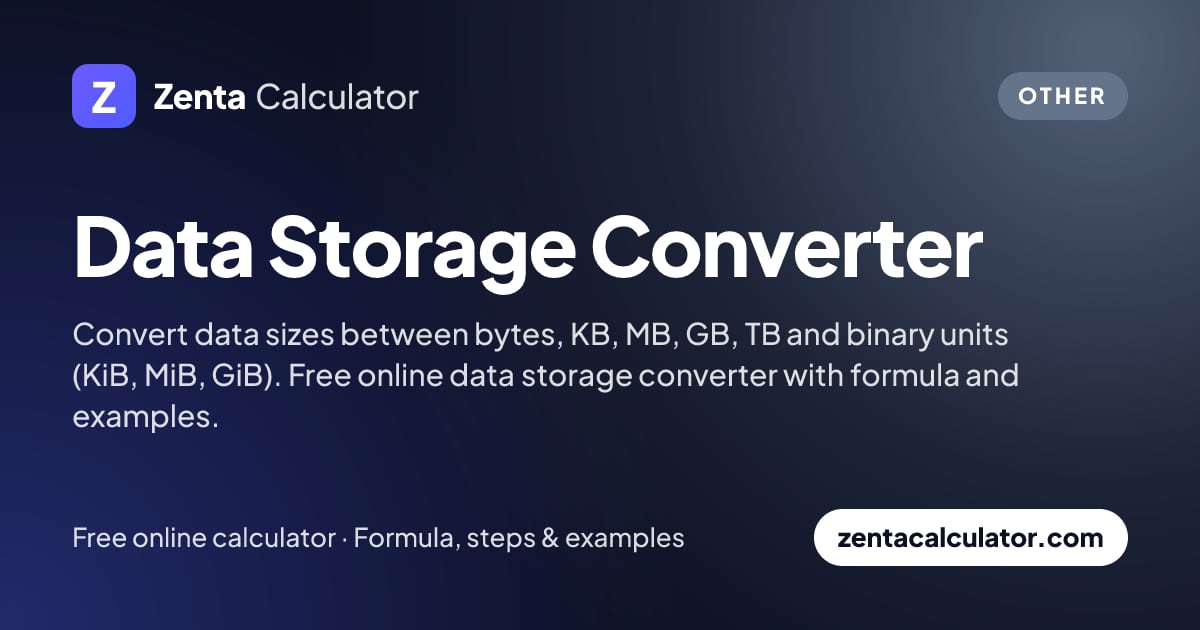 Z
Zenta Calculator
OTHER
Data Storage Converter
Convert data sizes between bytes, KB, MB, GB, TB and binary units
(KiB, MiB, GiB). Free online data storage converter with formula and
examples.
Free online calculator · Formula, steps & examples
zentacalculator.com